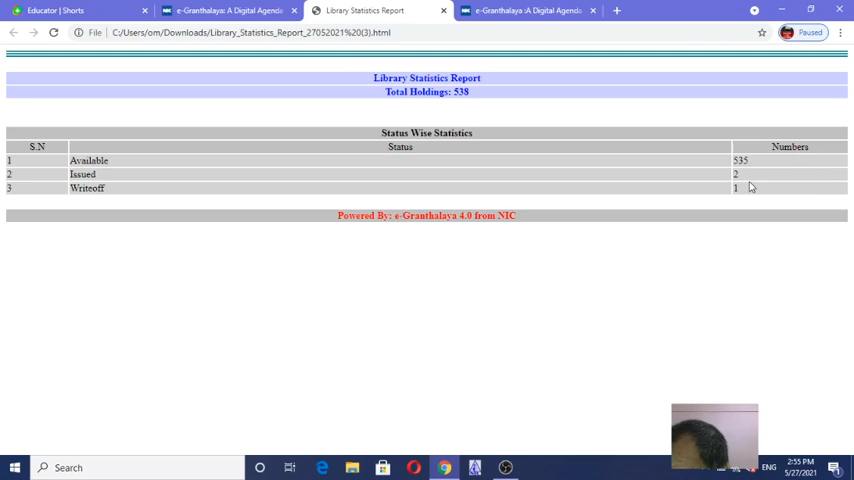 Educator | Shorts
e-Granthalaya: A Digital Agenda
Library Statistics Report
e-Granthalaya :A Digital Agenda
File
C:/Users/om/Downloads/Library_Statistics_Report_27052021%20(3).html
Paused
Library Statistics Report
Total Holdings: 538
Status Wise Statistics
S.N Status Numbers
1 Available 535
2 Issued 2
3 Writeoff 1
Powered By: e-Granthalaya 4.0 from NIC
Search
ENG
2:55 PM
5/27/2021